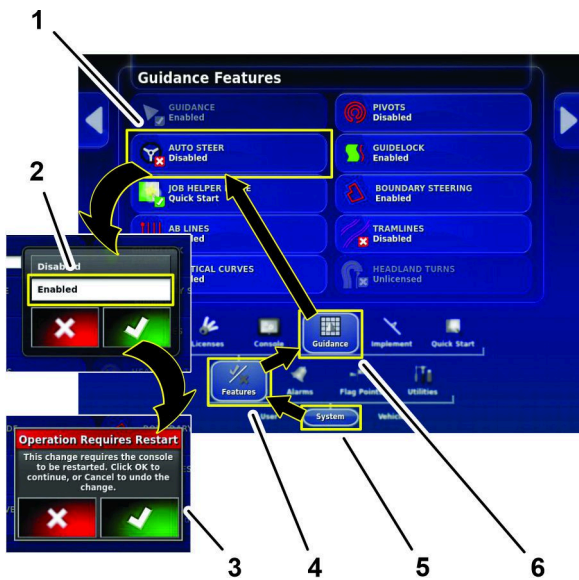 1
Guidance Features
GUIDANCE
Enabled
PIVOTS
Disabled
AUTO STEER
Disabled
GUIDELOCK
Enabled
2
JOB HELPER
Quick Start
BOUNDARY STEERING
Enabled
AB LINES
TRAMLINES
Disabled
Disabled
Enabled
CURVES
HEADLAND TURNS
Unlicensed
Licenses
Console
Guidance
Implement
Quick Start
Features
Alarms
Flag Points
Utilities
User
System
Vehicle
Operation Requires Restart
This change requires the console
to be restarted. Click OK to
continue, or Cancel to undo the
change.
3
4
5
6